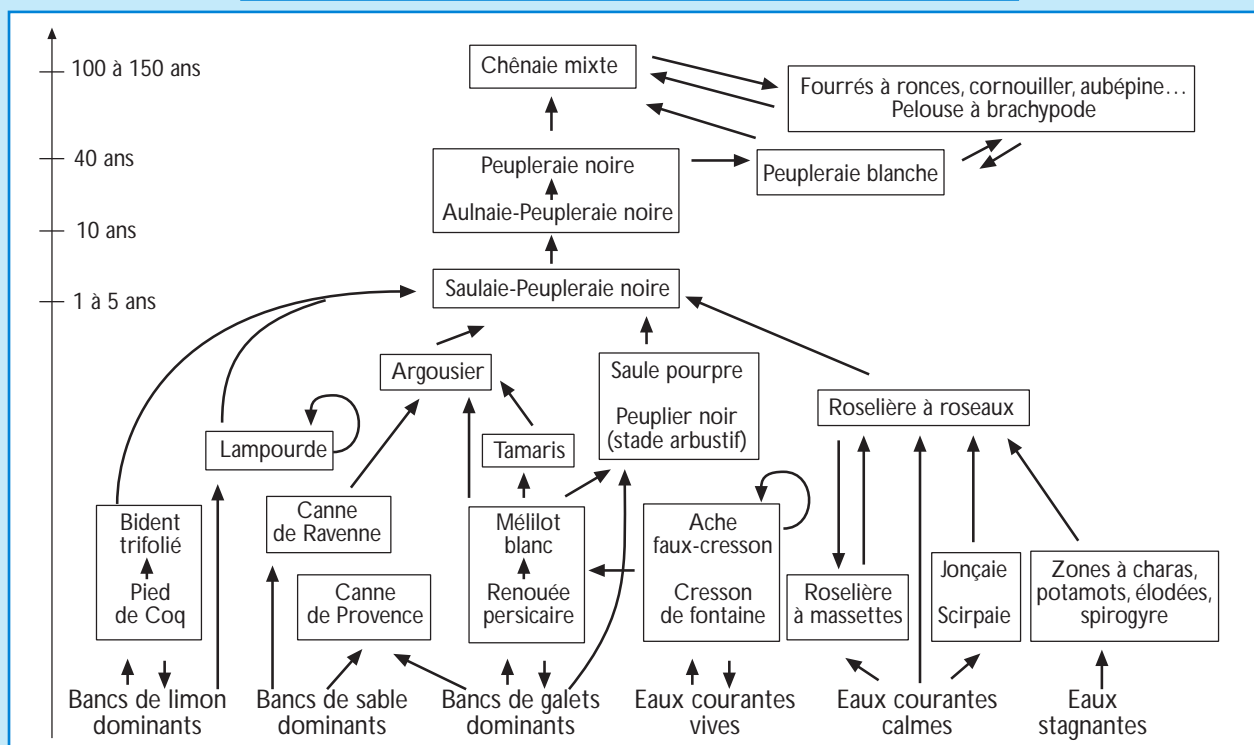 100 à 150 ans
Chênaie mixte
Fourrés à ronces, cornouiller, aubépine…
Pelouse à brachypode
40 ans
Peupleraie noire
Aulnaie-Peupleraie noire
Peupleraie blanche
10 ans
1 à 5 ans
Saulaie-Peupleraie noire
Argousier
Saule pourpre
Peuplier noir
(stade arbustif)
Roselière à roseaux
Lampourde
Tamaris
Bident
trifolié
Pied
de Coq
Canne
de Ravenne
Canne
de Provence
Mélilot
blanc
Renouée
persicaire
Ache
faux-cresson
Cresson
de fontaine
Roselière
à massettes
Jonçaie
Scirpaie
Zones à charas,
potamots, élodées,
spirogyre
Bancs de limon
dominants
Bancs de sable
dominants
Bancs de galets
dominants
Eaux courantes
vives
Eaux courantes
calmes
Eaux
stagnantes